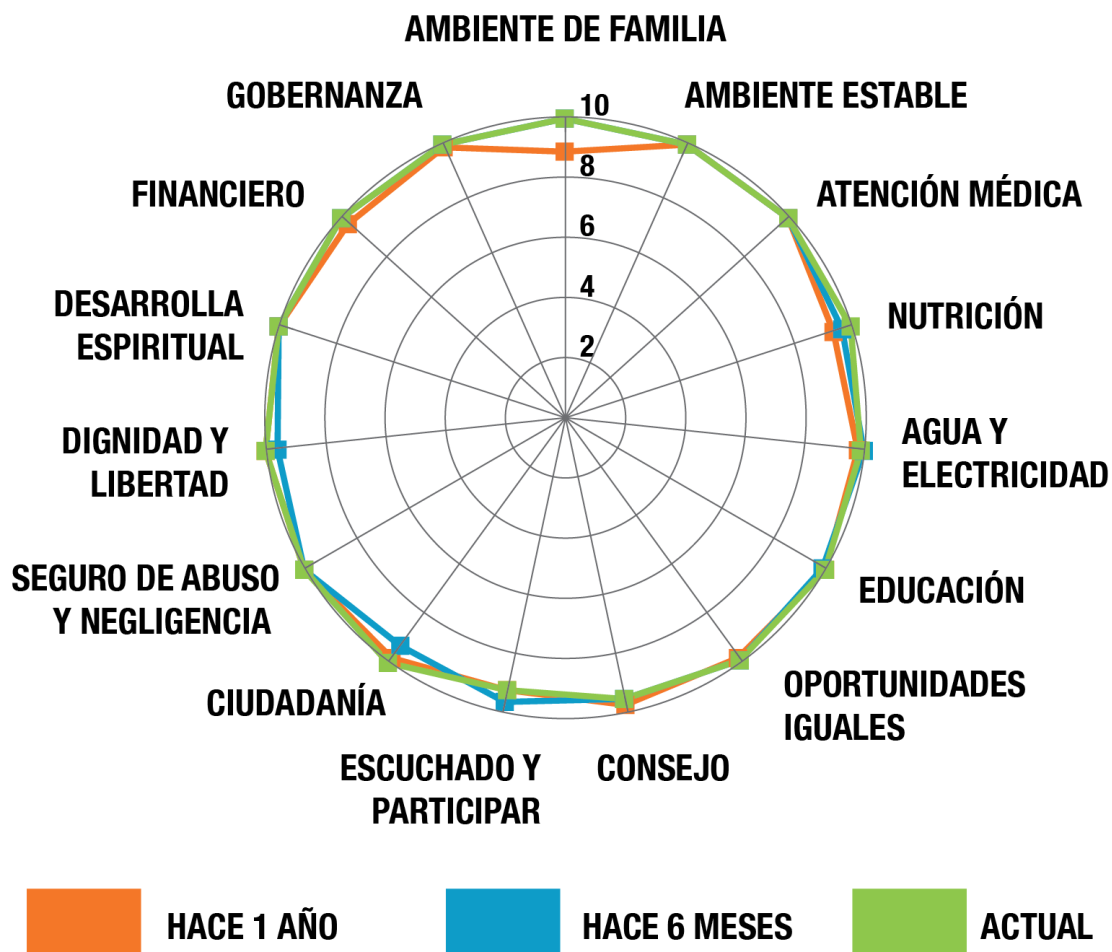 AMBIENTE DE FAMILIA
GOBERNANZA
AMBIENTE ESTABLE
10
FINANCIERO
8
ATENCIÓN MÉDICA
6
DESARROLLA
ESPIRITUAL
4
NUTRICIÓN
2
DIGNIDAD Y
LIBERTAD
AGUA Y
ELECTRICIDAD
SEGURO DE ABUSO
Y NEGLIGENCIA
EDUCACIÓN
CIUDADANÍA
OPORTUNIDADES
IGUALES
ESCUCHADO Y
PARTICIPAR
CONSEJO
HACE 1 AÑO
HACE 6 MESES
ACTUAL